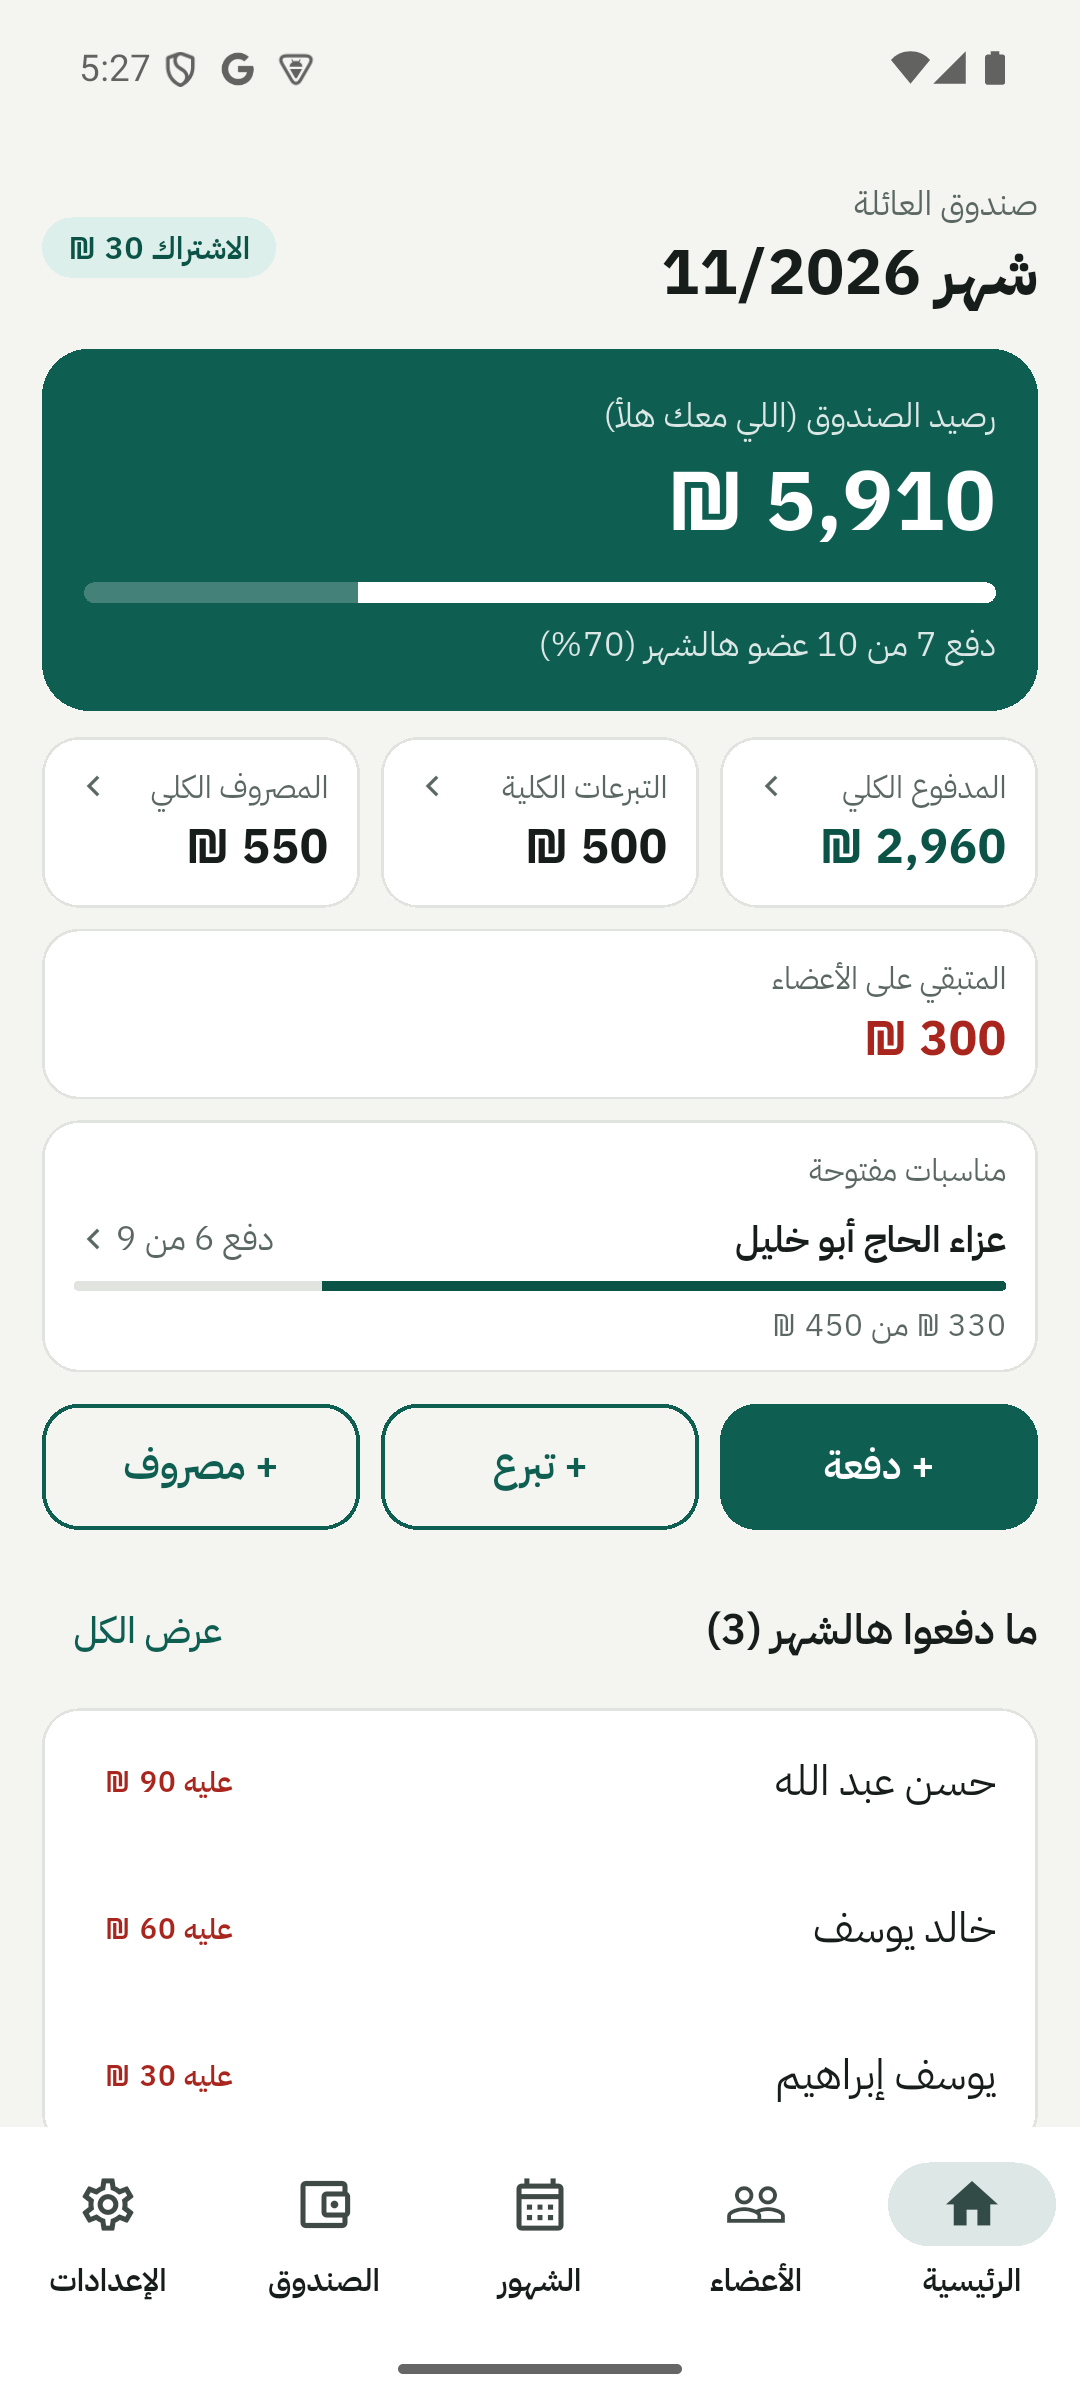 5:27
صندوق العائلة
شهر 11/2026
الاشتراك 30 ₪
رصيد الصندوق (اللي معك هلأ)
5,910 ₪
دفع 7 من 10 عضو هالشهر (70%)
المدفوع الكلي
2,960 ₪
التبرعات الكلية
500 ₪
المصروف الكلي
550 ₪
المتبقي على الأعضاء
300 ₪
مناسبات مفتوحة
عزاء الحاج أبو خليل
دفع 6 من 9
330 ₪ من 450 ₪
+ دفعة
+ تبرع
+ مصروف
ما دفعوا هالشهر (3)
عرض الكل
حسن عبد الله
عليه 90 ₪
خالد يوسف
عليه 60 ₪
يوسف إبراهيم
عليه 30 ₪
الرئيسية
الأعضاء
الشهور
الصندوق
الإعدادات